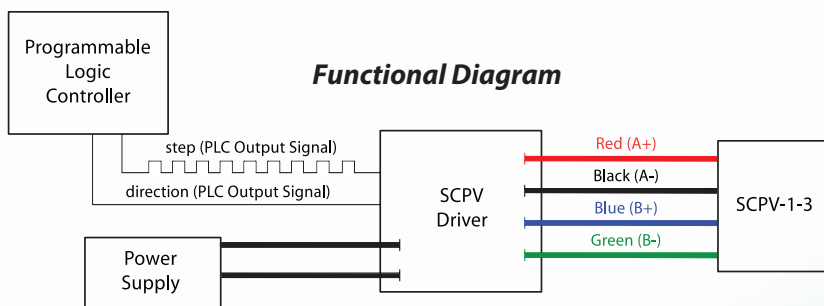 Programmable
Logic
Controller
Functional Diagram
step (PLC Output Signal)
direction (PLC Output Signal)
SCPV
Driver
Red (A+)
Black (A-)
Blue (B+)
Green (B-)
SCPV-1-3
Power
Supply